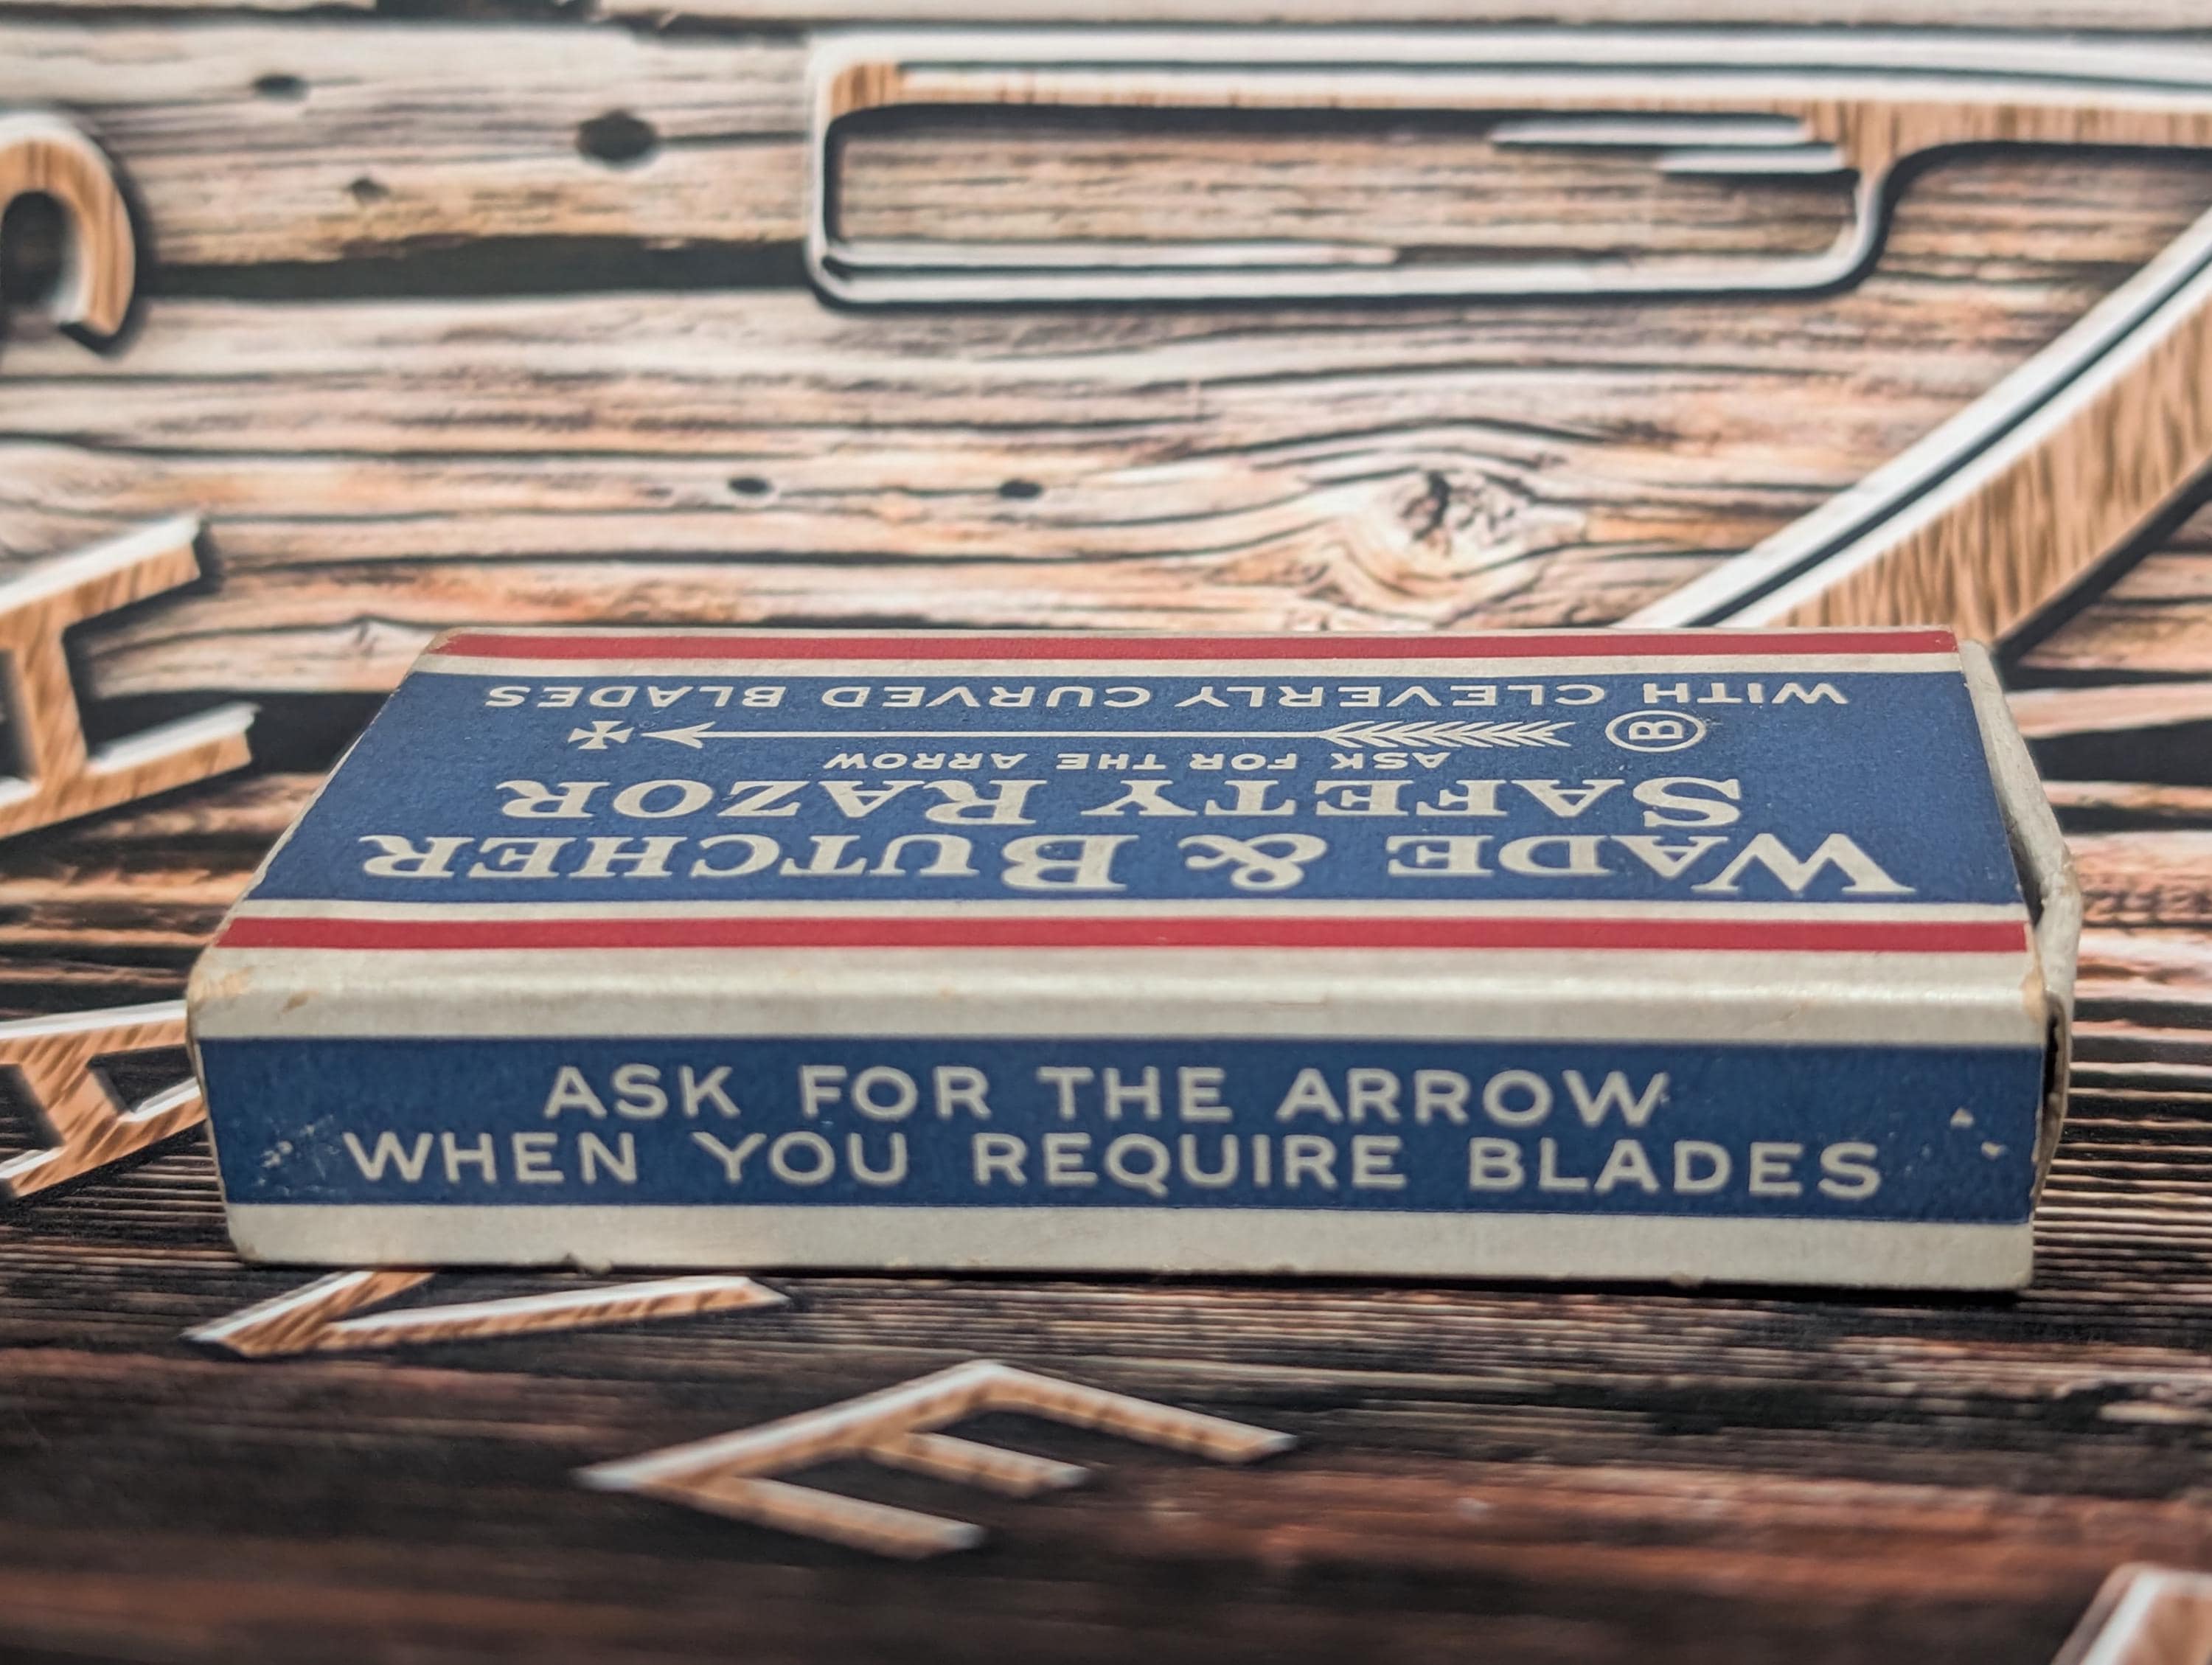 WADE & BUTCHER
SAFETY RAZOR
ASK FOR THE ARROW
B
WITH CLEVERLY CURVED BLADES
ASK FOR THE ARROW
WHEN YOU REQUIRE BLADES